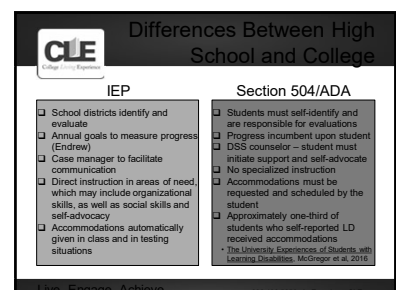 Differences Between High
School and College
CLE
College Living Experience
IEP
School districts identify and
evaluate
Annual goals to measure progress
(Endrew)
Case manager to facilitate
communication
Direct instruction in areas of need,
which may include organizational
skills, as well as social skills and
self-advocacy
Accommodations automatically
given in class and in testing
situations
Section 504/ADA
Students must self-identify and
are responsible for evaluations
Progress incumbent upon student
DSS counselor – student must
initiate support and self-advocate
No specialized instruction
Accommodations must be
requested and scheduled by the
student
Approximately one-third of
students who self-reported LD
received accommodations
• The University Experiences of Students with
Learning Disabilities, McGregor et al, 2016
Live. Engage. Achieve.